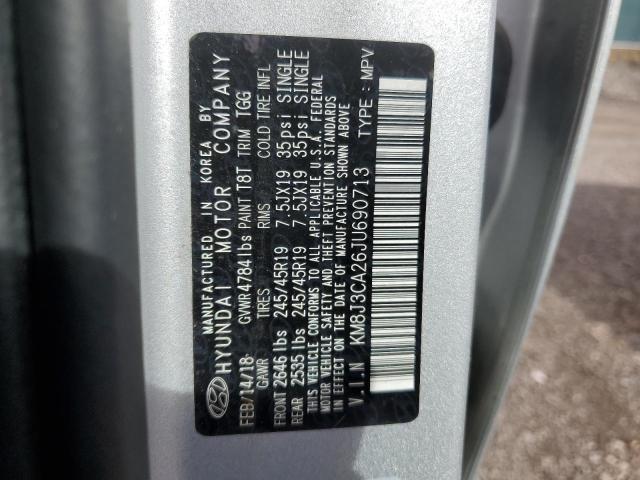 MANUFACTURED IN KOREA BY
HYUNDAI MOTOR COMPANY
FEB/14/18 GVWR 4784lbs PAINT T8T TRIM TGG
GAWR TIRES RIMS COLD TIRE INFL
FRONT 2646 lbs 245/45R19 7.5JX19 35psi SINGLE
REAR 2535 lbs 245/45R19 7.5JX19 35psi SINGLE
THIS VEHICLE CONFORMS TO ALL APPLICABLE U.S.A. FEDERAL
MOTOR VEHICLE SAFETY AND THEFT PREVENTION STANDARDS
IN EFFECT ON THE DATE OF MANUFACTURE SHOWN ABOVE
V.I.N KM8J3CA26JU690713 TYPE : MPV